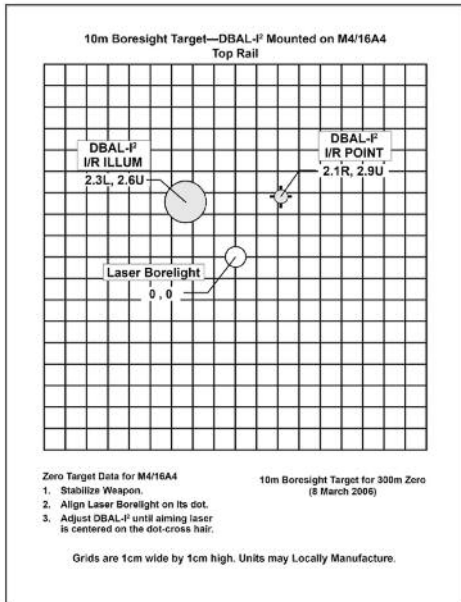 10m Boresight Target—DBAL-I² Mounted on M4/16A4
Top Rail
DBAL-I²
I/R ILLUM
2.3L, 2.6U
DBAL-I²
I/R POINT
2.1R, 2.9U
Laser Borelight
0 , 0
Zero Target Data for M4/16A4
1. Stabilize Weapon.
2. Align Laser Borelight on its dot.
3. Adjust DBAL-I² until aiming laser
is centered on the dot-cross hair.
10m Boresight Target for 300m Zero
(8 March 2006)
Grids are 1cm wide by 1cm high. Units may Locally Manufacture.